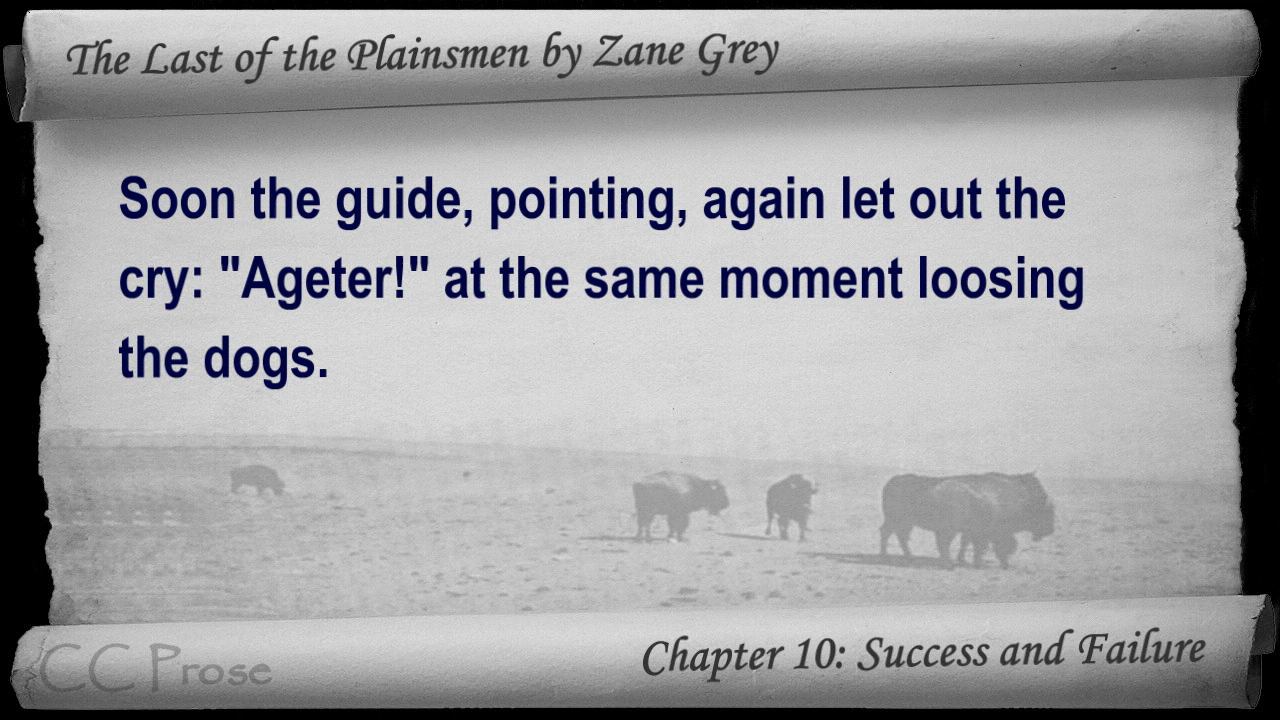 The Last of the Plainsmen by Zane Grey
Soon the guide, pointing, again let out the
cry: "Ageter!" at the same moment loosing
the dogs.
CC Prose
Chapter 10: Success and Failure